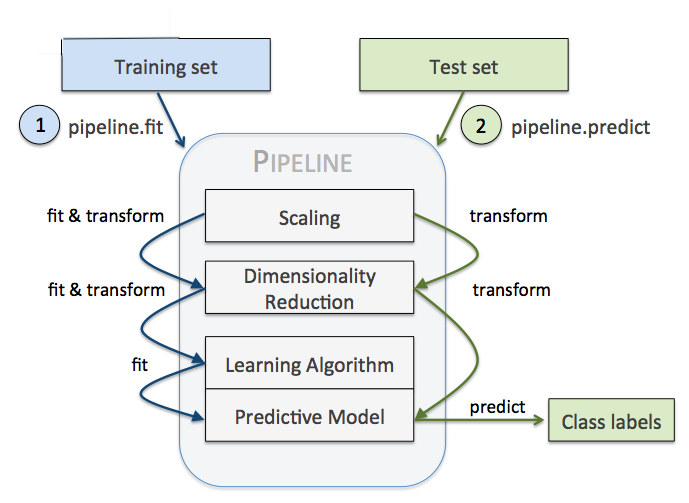 Training set
Test set
1
pipeline.fit
2
pipeline.predict
PIPELINE
fit & transform
Scaling
transform
fit & transform
Dimensionality
Reduction
transform
fit
Learning Algorithm
Predictive Model
predict
Class labels